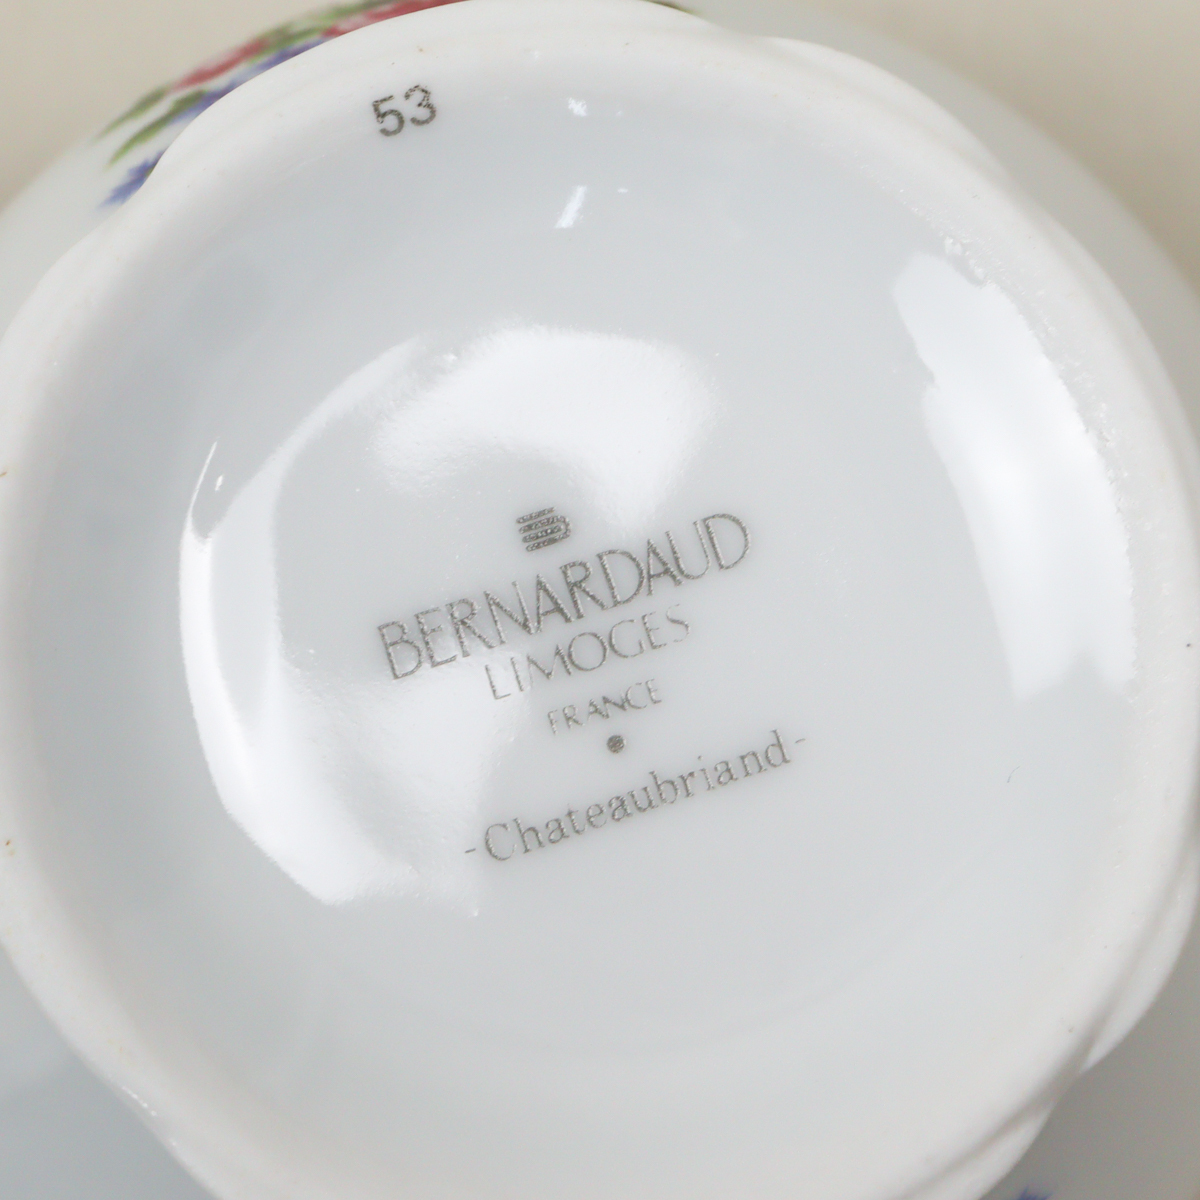 53
BERNARDAUD
LIMOGES
FRANCE
-Chateaubriand-